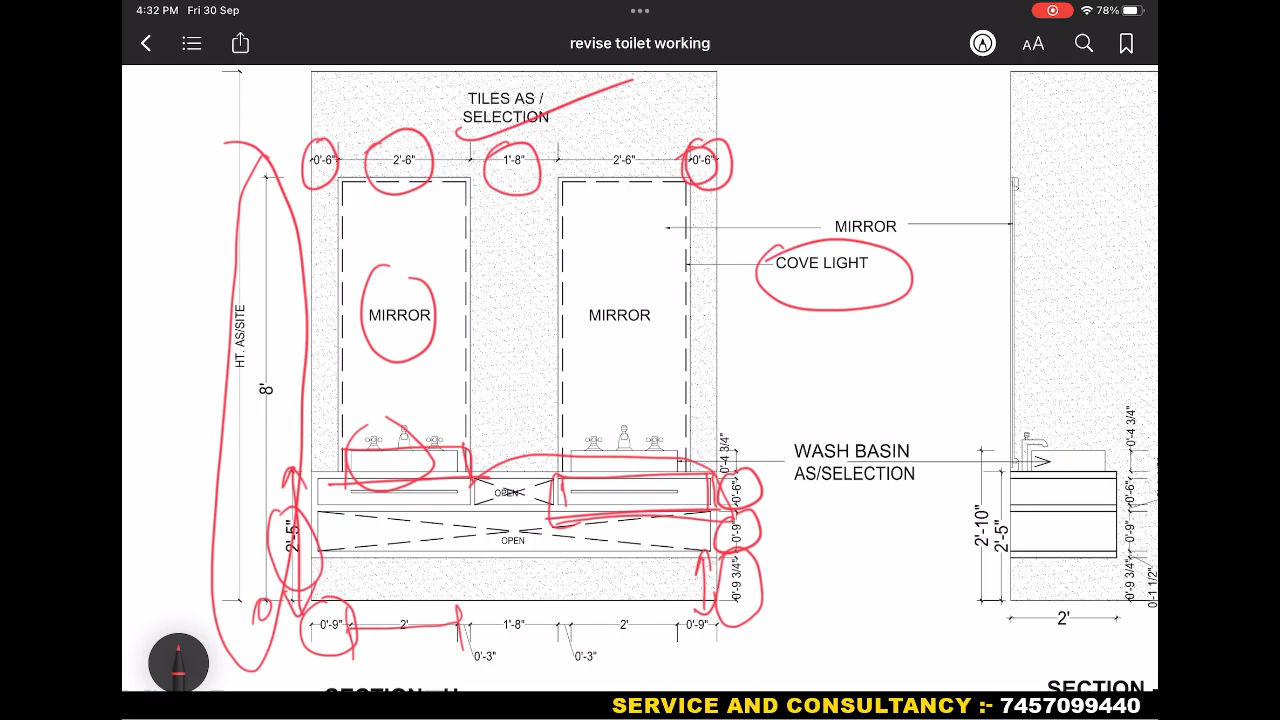 4:32 PM Fri 30 Sep
78%
revise toilet working
AA
TILES AS /
SELECTION
0'-6"
2'-6"
1'-8"
2'-6"
0'-6"
MIRROR
COVE LIGHT
HT. AS/SITE
MIRROR
MIRROR
8'
0'-4 3/4"
0'-4 3/4"
WASH BASIN
AS/SELECTION
OPEN
0'-6"
0'-6"
2'-5"
OPEN
0'-9"
2'-10"
2'-5"
0'-9"
0'-9 3/4"
0'-9 3/4"
0'-1 1/2"
0'-9"
2'
1'-8"
2'
0'-9"
2'
0'-3"
0'-3"
SECTION
SERVICE AND CONSULTANCY :- 7457099440